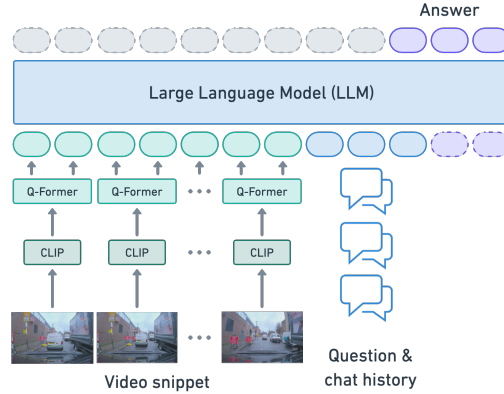 Answer
Large Language Model (LLM)
Q-Former Q-Former Q-Former
CLIP CLIP CLIP
Video snippet
Question &
chat history